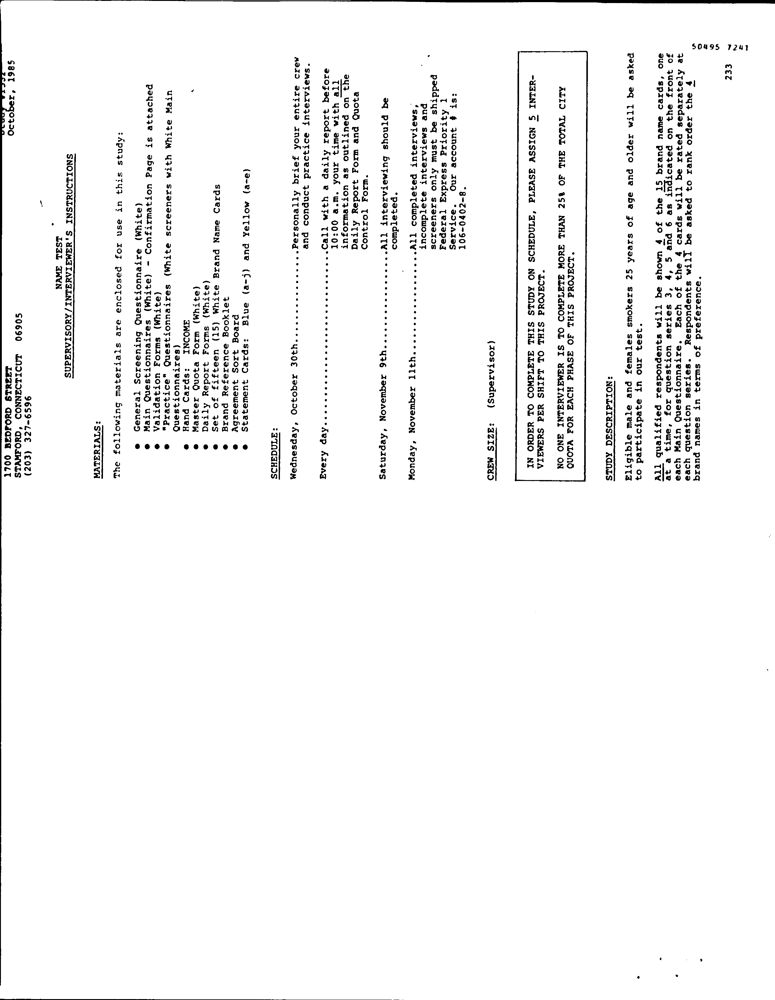 1700 BEDFORD STREET
STAMFORD, CONNECTICUT 06905
(203) 327-6596
October, 1985
NAME TEST
SUPERVISORY/INTERVIEWER'S INSTRUCTIONS
MATERIALS:
The following materials are enclosed for use in this study:
● General Screening Questionnaire (White)
● Main Questionnaires (White) - Confirmation Page is attached
● Validation Forms (White)
● "Practice" Questionnaires (White screeners with White Main
Questionnaires)
● Hand Cards: INCOME
● Master Quota Form (White)
● Daily Report Forms (White)
● Set of fifteen (15) White Brand Name Cards
● Brand Reference Booklet
● Agreement Sort Board
● Statement Cards: Blue (a-j) and Yellow (a-e)
SCHEDULE:
Wednesday, October 30th..............Personally brief your entire crew
and conduct practice interviews.
Every day............................Call with a daily report before
10:00 a.m. your time with all
information as outlined on the
Daily Report Form and Quota
Control Form.
Saturday, November 9th...............All interviewing should be
completed.
Monday, November 11th................All completed interviews,
incomplete interviews and
screeners only must be shipped
Federal Express Priority 1
Service. Our account # is:
106-0402-8.
CREW SIZE: (Supervisor)
IN ORDER TO COMPLETE THIS STUDY ON SCHEDULE, PLEASE ASSIGN 5 INTER-
VIEWERS PER SHIFT TO THIS PROJECT.
NO ONE INTERVIEWER IS TO COMPLETE MORE THAN 25% OF THE TOTAL CITY
QUOTA FOR EACH PHASE OF THIS PROJECT.
STUDY DESCRIPTION:
Eligible male and females smokers 25 years of age and older will be asked
to participate in our test.
All qualified respondents will be shown 4 of the 15 brand name cards, one
at a time, for question series 3, 4, 5 and 6 as indicated on the front of
each Main Questionnaire. Each of the 4 cards will be rated separately at
each question series. Respondents will be asked to rank order the 4
brand names in terms of preference.
233
50495 7241